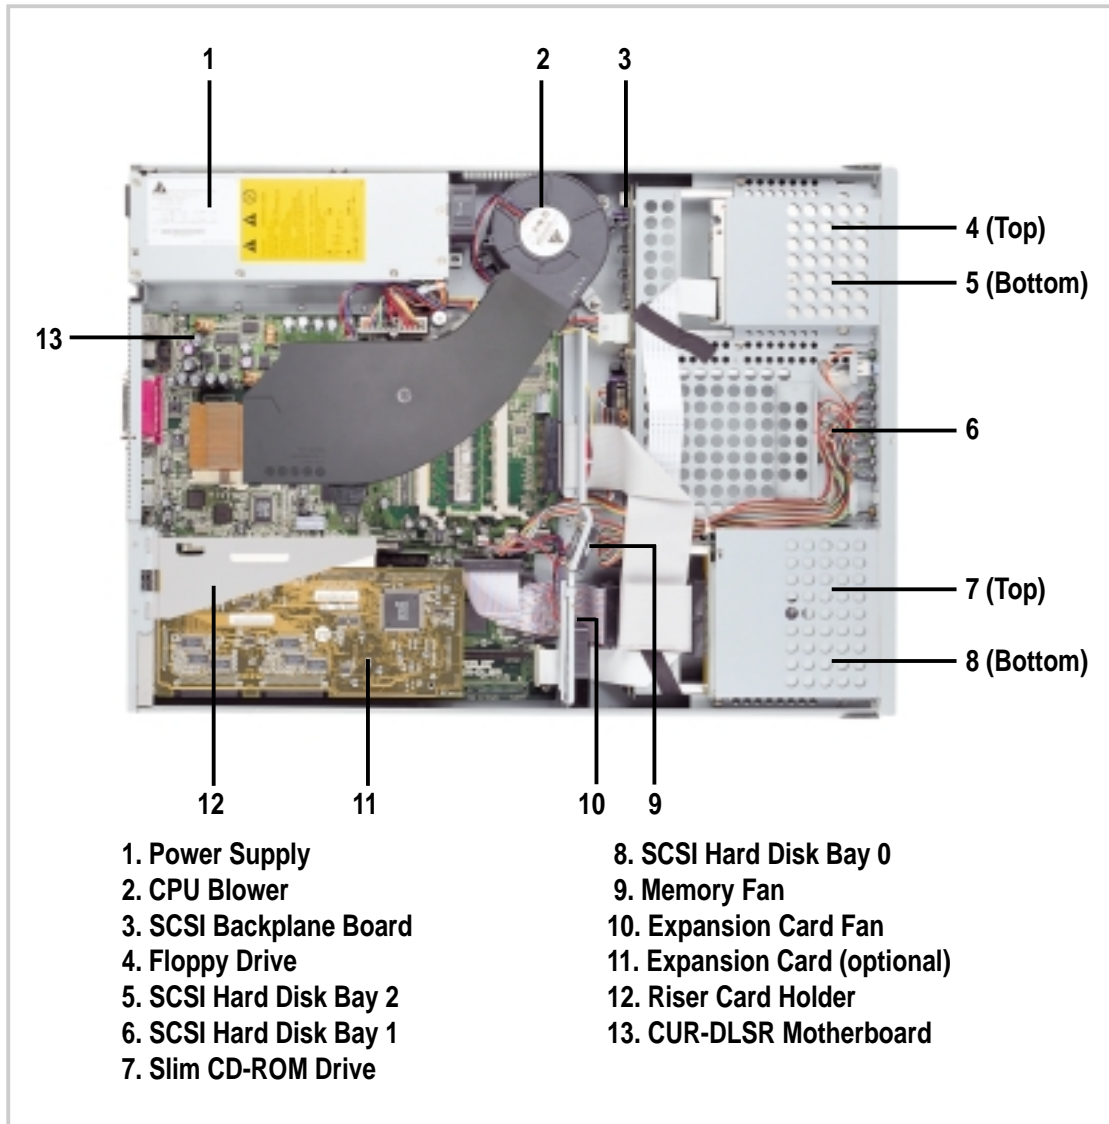 1
2
3
4 (Top)
5 (Bottom)
13
6
7 (Top)
8 (Bottom)
12
11
10
9
1. Power Supply
2. CPU Blower
3. SCSI Backplane Board
4. Floppy Drive
5. SCSI Hard Disk Bay 2
6. SCSI Hard Disk Bay 1
7. Slim CD-ROM Drive
8. SCSI Hard Disk Bay 0
9. Memory Fan
10. Expansion Card Fan
11. Expansion Card (optional)
12. Riser Card Holder
13. CUR-DLSR Motherboard